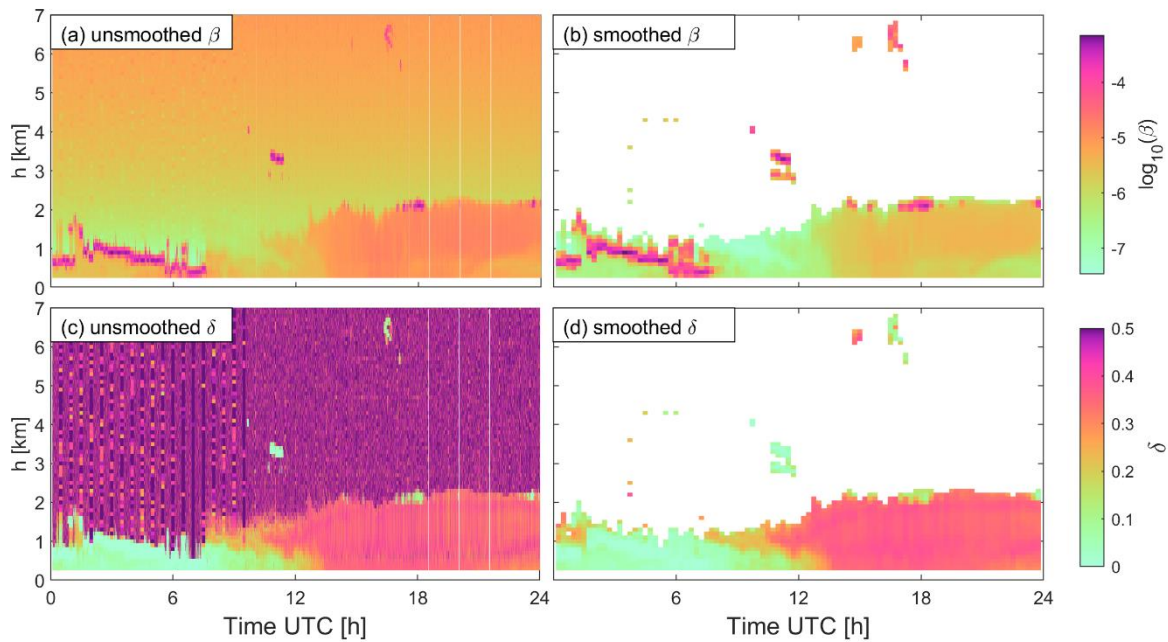 (a) unsmoothed β
(b) smoothed β
7
6
5
4
3
2
1
0
h [km]
-4
-5
-6
-7
log10(β)
(c) unsmoothed δ
(d) smoothed δ
7
6
5
4
3
2
1
0
h [km]
0 6 12 18 24
6 12 18 24
Time UTC [h]
Time UTC [h]
0.5
0.4
0.3
0.2
0.1
0
δ